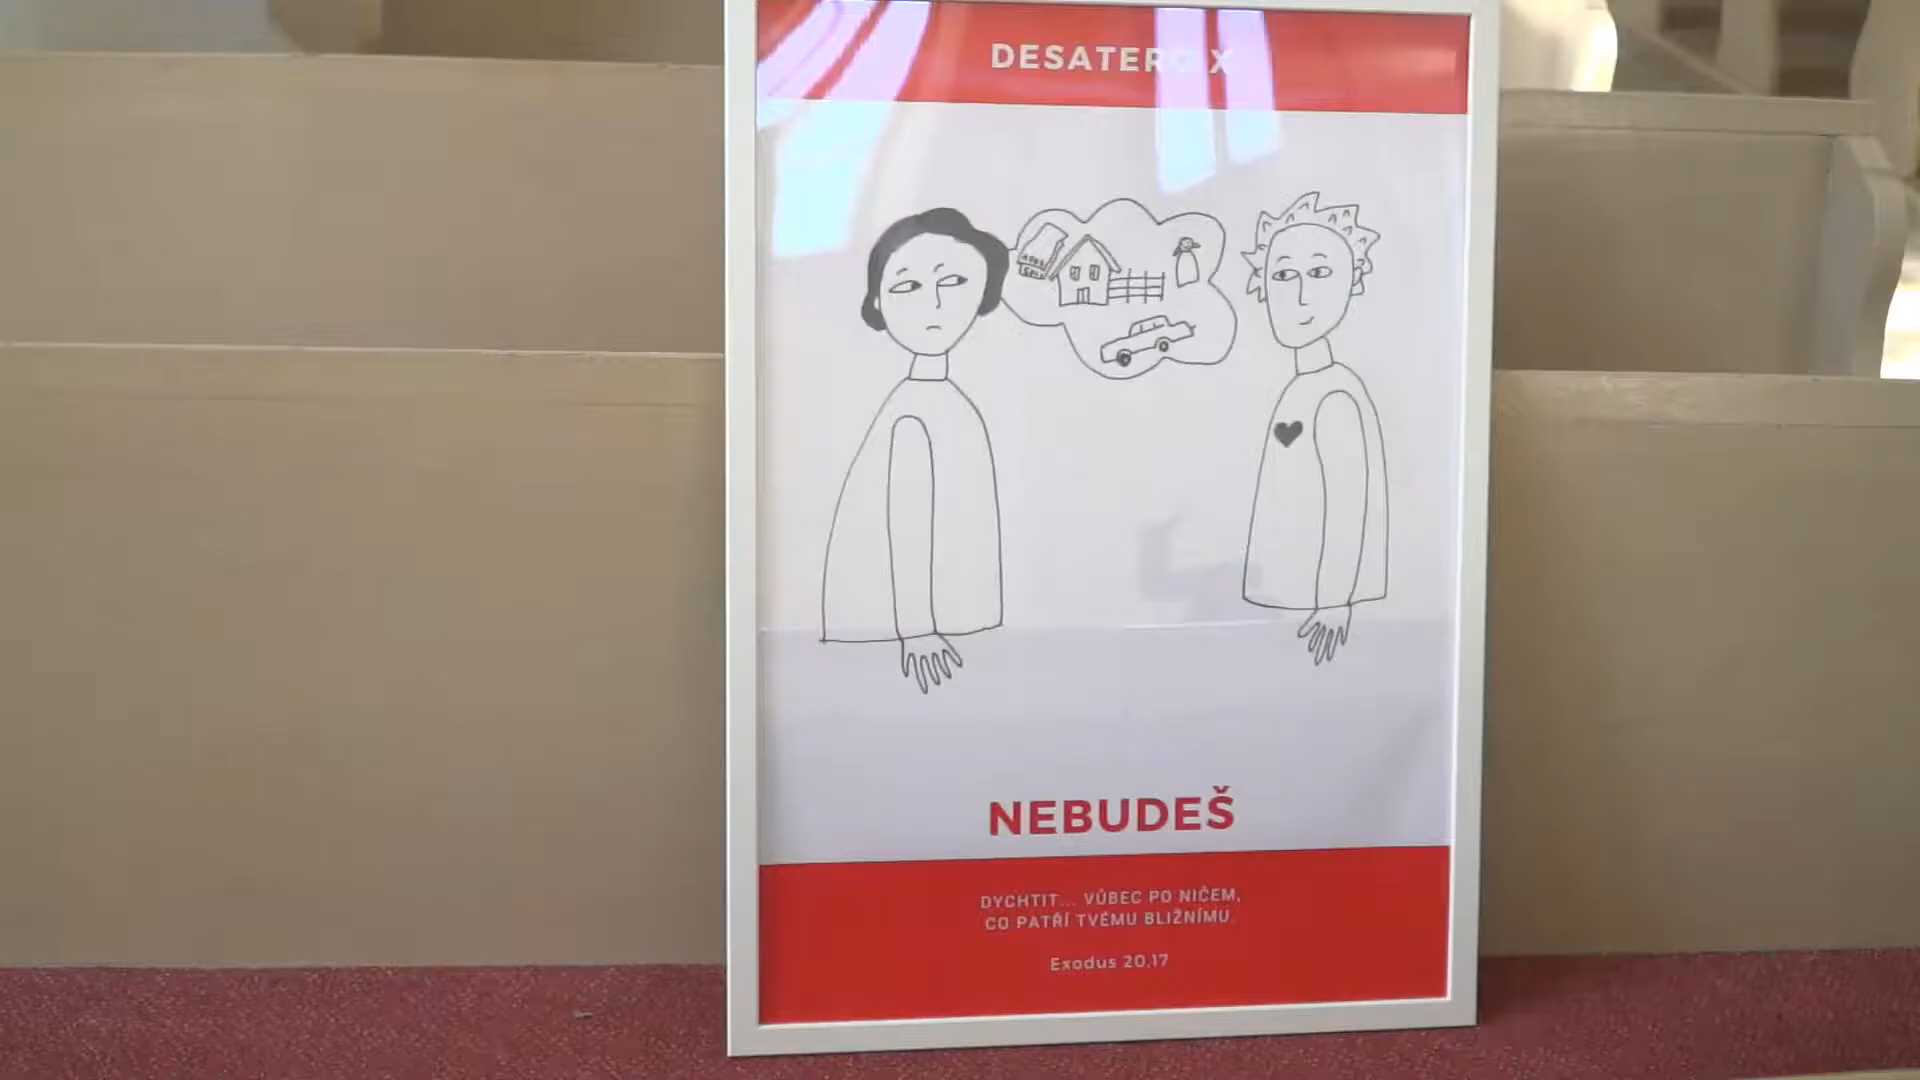 DESATERO X
NEBUDEŠ
DYCHTIT... VŮBEC PO NIČEM,
CO PATŘÍ TVÉMU BLIŽNÍMU.
Exodus 20,17